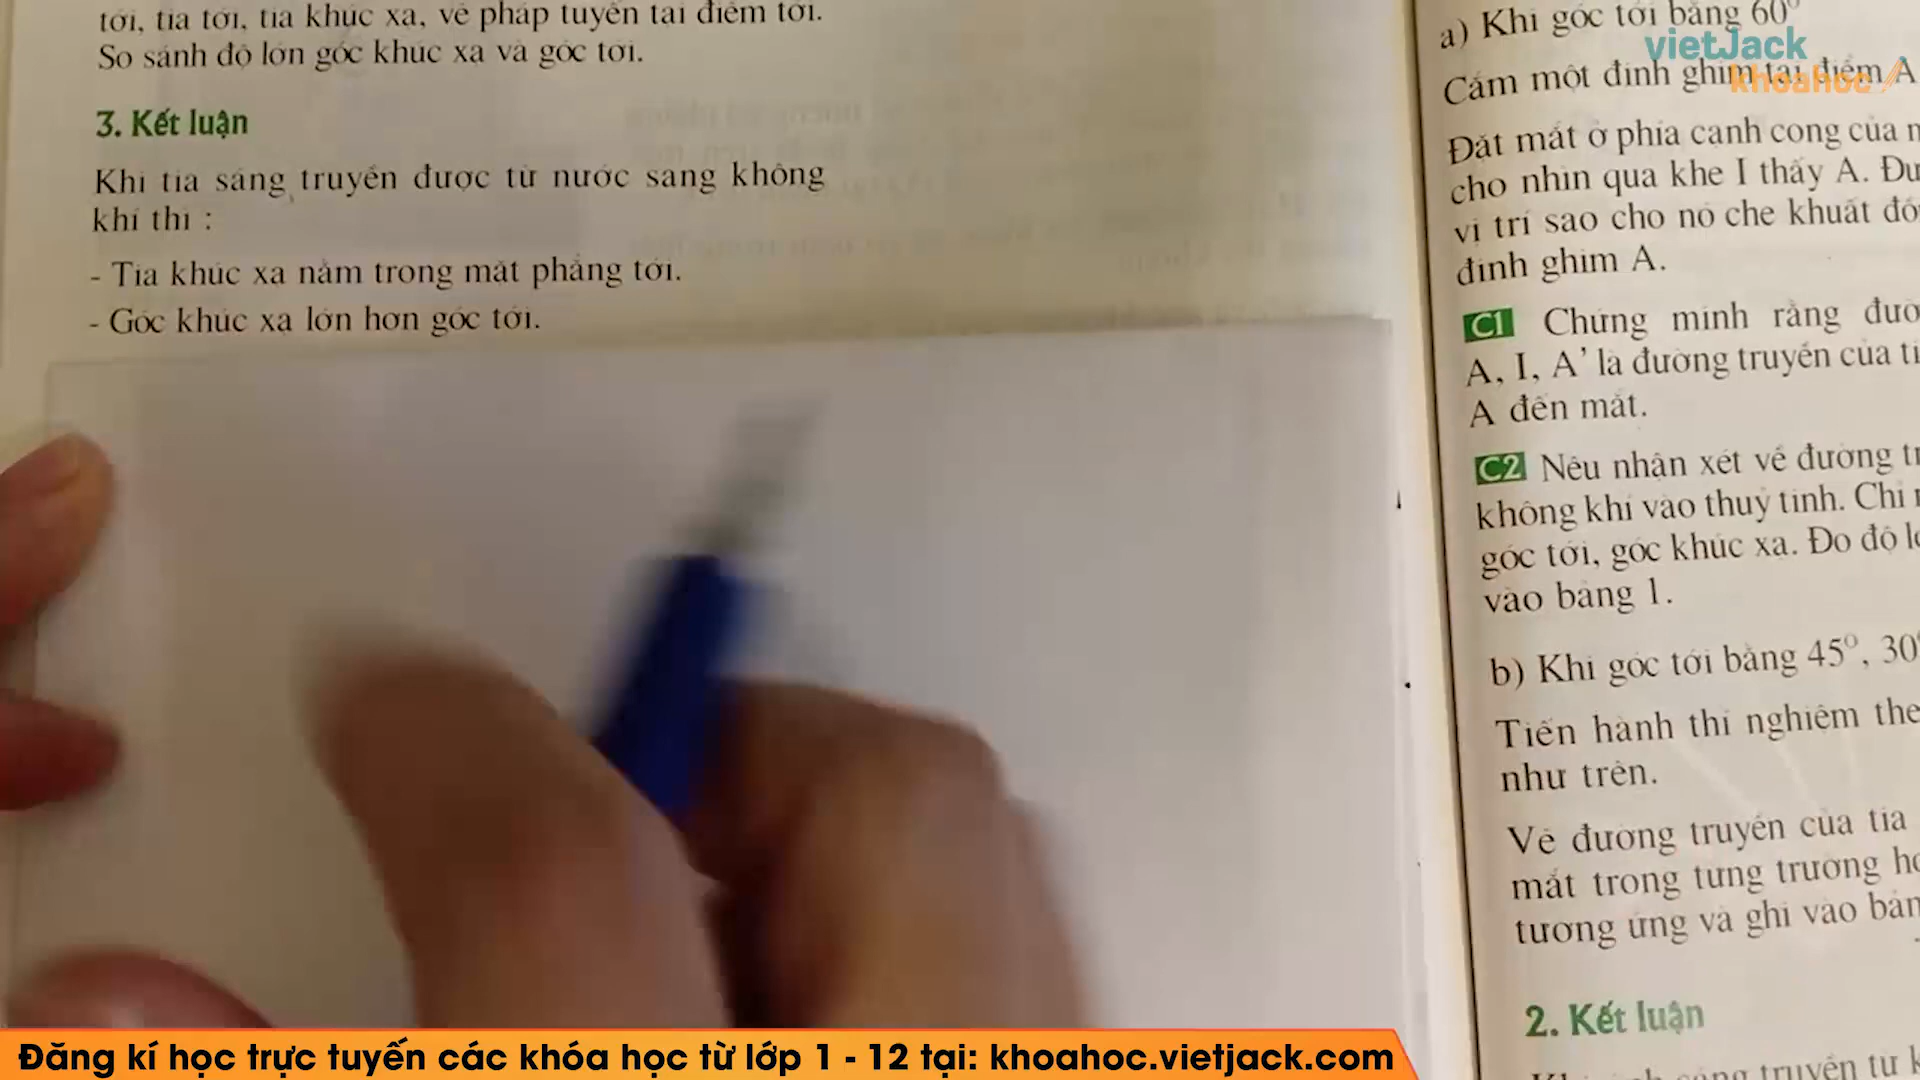 tới, tia tới, tia khúc xạ, vẽ pháp tuyến tại điểm tới.
So sánh độ lớn góc khúc xạ và góc tới.
3. Kết luận
Khi tia sáng truyền được từ nước sang không
khí thì :
- Tia khúc xạ nằm trong mặt phẳng tới.
- Góc khúc xạ lớn hơn góc tới.
a) Khi góc tới bằng 60°
Cắm một đinh ghim tại điểm A
Đặt mắt ở phía cạnh cong của
cho nhìn qua khe I thấy A.
vị trí sao cho nó che khuất
đinh ghim A.
C1 Chứng minh rằng
A, I, A' là đường truyền của
A đến mắt.
C2 Nêu nhận xét về đường
không khí vào thuỷ tinh. Chỉ
góc tới, góc khúc xạ. Đo độ
vào bảng 1.
b) Khi góc tới bằng 45°, 30°
Tiến hành thí nghiệm
như trên.
Vẽ đường truyền của tia
mắt trong từng trường
tương ứng và ghi vào
2. Kết luận
truyền từ
vietJack
khoahoc
Đăng kí học trực tuyến các khóa học từ lớp 1 - 12 tại: khoahoc.vietjack.com